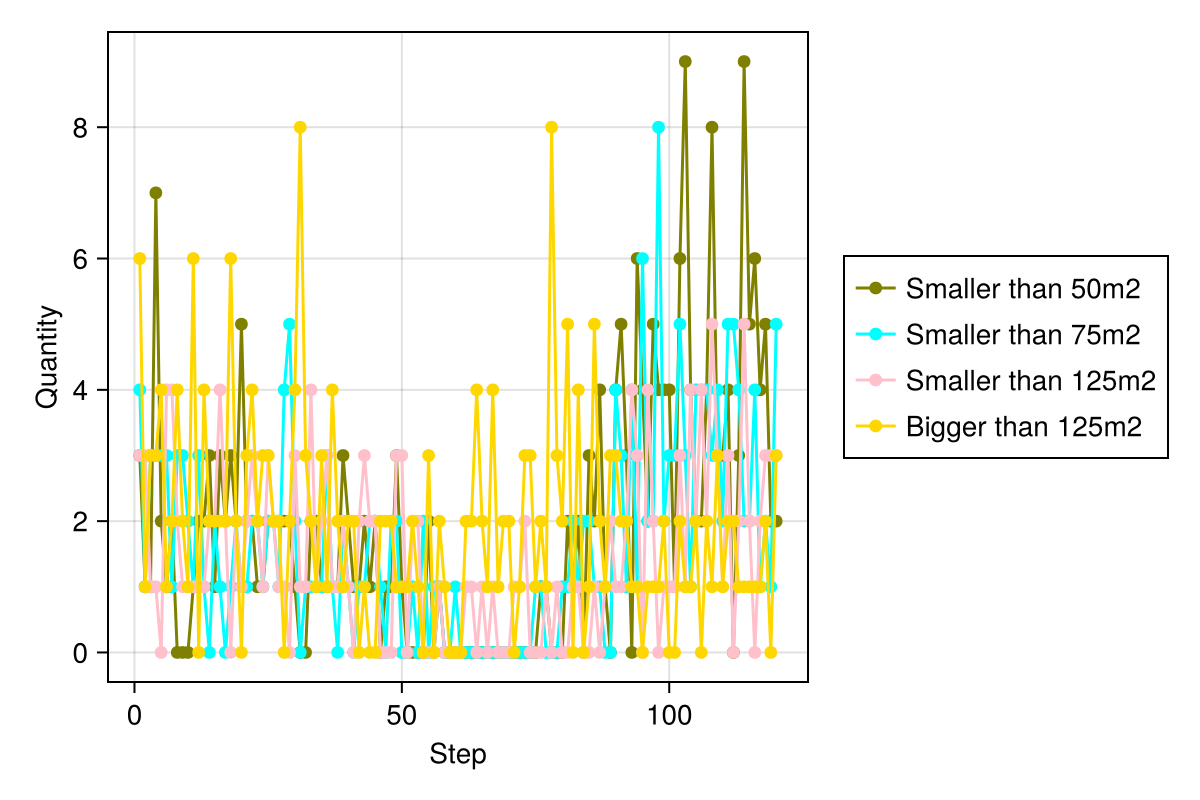 8
6
4
2
0
Quantity
0 50 100
Step
Smaller than 50m2
Smaller than 75m2
Smaller than 125m2
Bigger than 125m2